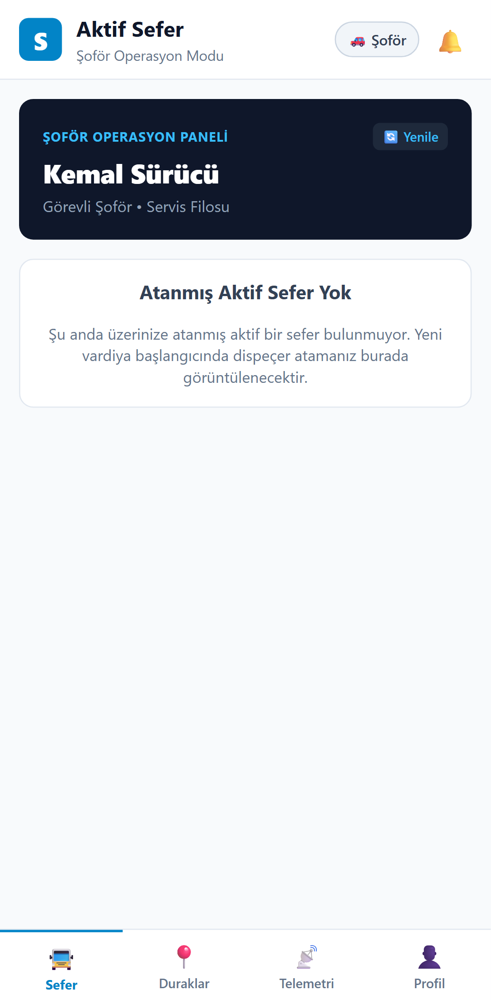 S
Aktif Sefer
Şoför Operasyon Modu
Şoför
ŞOFÖR OPERASYON PANELİ
Yenile
Kemal Sürücü
Görevli Şoför • Servis Filosu
Atanmış Aktif Sefer Yok
Şu anda üzerinize atanmış aktif bir sefer bulunmuyor. Yeni
vardiya başlangıcında dispeçer atamanız burada
görüntülenecektir.
Sefer
Duraklar
Telemetri
Profil